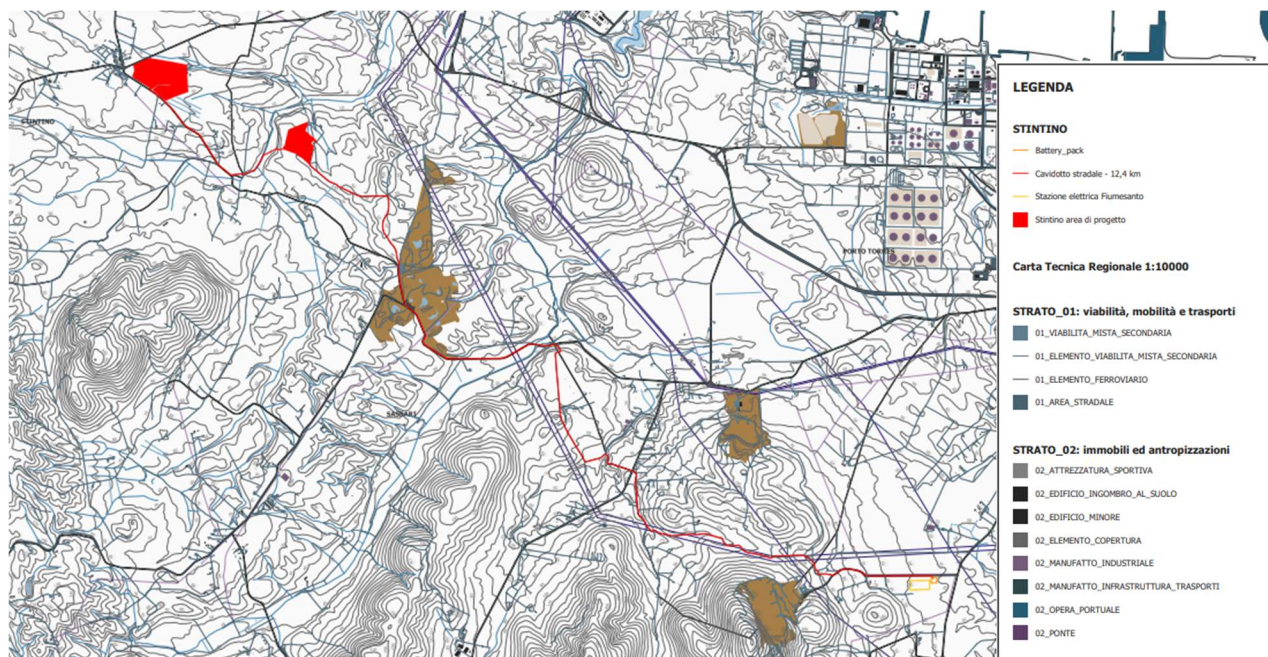 STINTINO
PORTO TORRES
SASSARI
LEGENDA
STINTINO
Battery_pack
Cavidotto stradale - 12,4 km
Stazione elettrica Fiumesanto
Stintino area di progetto
Carta Tecnica Regionale 1:10000
STRATO_01: viabilità, mobilità e trasporti
01_VIABILITA_MISTA_SECONDARIA
01_ELEMENTO_VIABILITA_MISTA_SECONDARIA
01_ELEMENTO_FERROVIARIO
01_AREA_STRADALE
STRATO_02: immobili ed antropizzazioni
02_ATTREZZATURA_SPORTIVA
02_EDIFICIO_INGOMBRO_AL_SUOLO
02_EDIFICIO_MINORE
02_ELEMENTO_COPERTURA
02_MANUFATTO_INDUSTRIALE
02_MANUFATTO_INFRASTRUTTURA_TRASPORTI
02_OPERA_PORTUALE
02_PONTE